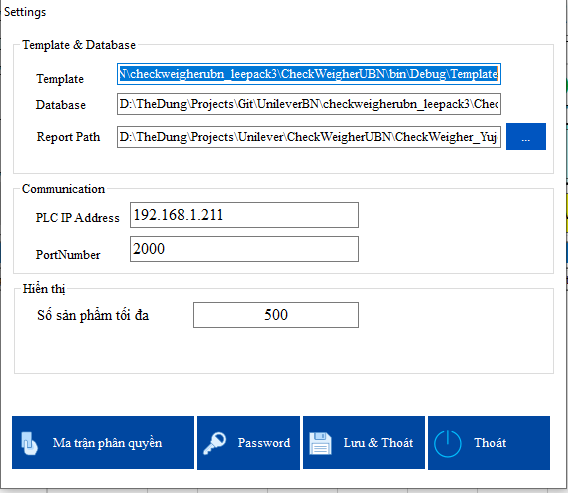 Settings
Template & Database
Template
\checkweigherubn_leepack3\CheckWeigherUBN\bin\Debug\Template
Database
D:\TheDung\Projects\Git\UnileverBN\checkweigherubn_leepack3\Chec
Report Path
D:\TheDung\Projects\Unilever\CheckWeigherUBN\CheckWeigher_Yuj
...
Communication
PLC IP Address
192.168.1.211
PortNumber
2000
Hiển thị
Số sản phẩm tối đa
500
Ma trận phân quyền
Password
Lưu & Thoát
Thoát